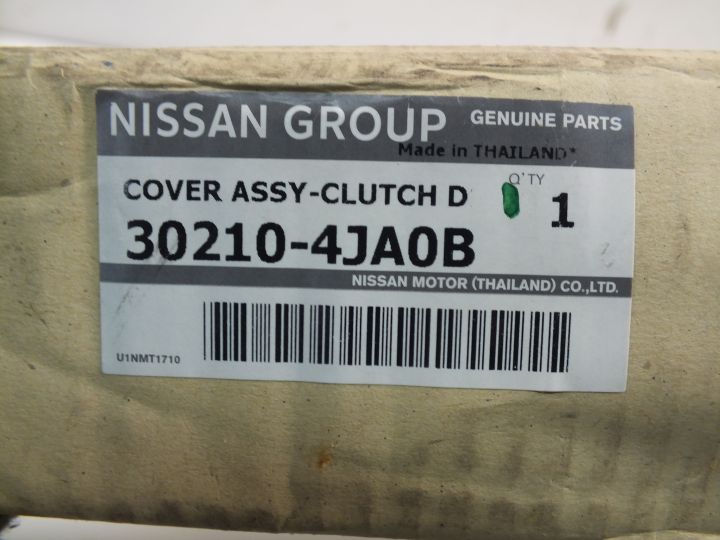 NISSAN GROUP GENUINE PARTS
Made in THAILAND*
Q'TY
COVER ASSY-CLUTCH D 1
30210-4JA0B
NISSAN MOTOR (THAILAND) CO.,LTD.
U1NMT1710